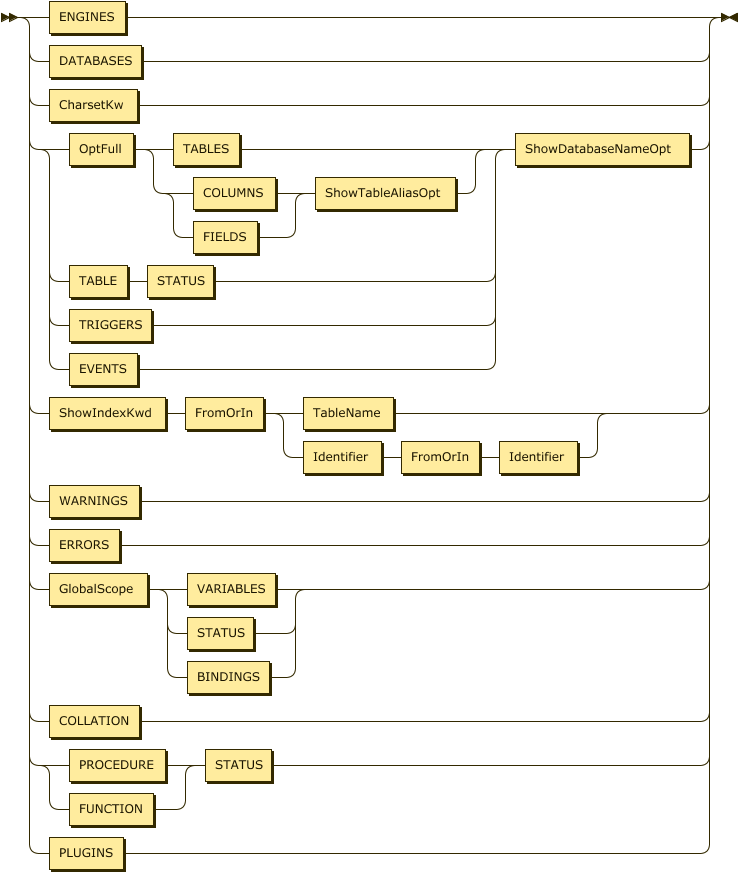 ENGINES
DATABASES
CharsetKw
OptFull TABLES ShowDatabaseNameOpt
COLUMNS ShowTableAliasOpt
FIELDS
TABLE STATUS
TRIGGERS
EVENTS
ShowIndexKwd FromOrIn TableName
Identifier FromOrIn Identifier
WARNINGS
ERRORS
GlobalScope VARIABLES
STATUS
BINDINGS
COLLATION
PROCEDURE STATUS
FUNCTION
PLUGINS